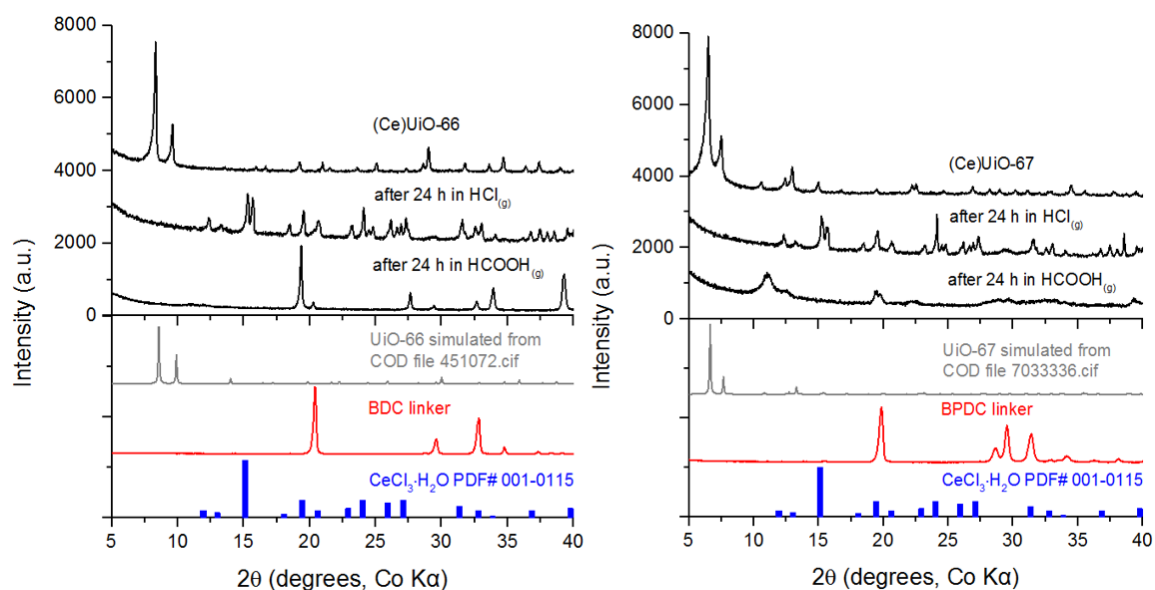 8000
6000
4000
2000
0
Intensity (a.u.)
(Ce)UiO-66
after 24 h in HCl(g)
after 24 h in HCOOH(g)
UiO-66 simulated from
COD file 451072.cif
BDC linker
CeCl3·H2O PDF# 001-0115
5 10 15 20 25 30 35 40
2θ (degrees, Co Kα)
8000
6000
4000
2000
0
Intensity (a.u.)
(Ce)UiO-67
after 24 h in HCl(g)
after 24 h in HCOOH(g)
UiO-67 simulated from
COD file 7033336.cif
BPDC linker
CeCl3·H2O PDF# 001-0115
5 10 15 20 25 30 35 40
2θ (degrees, Co Kα)